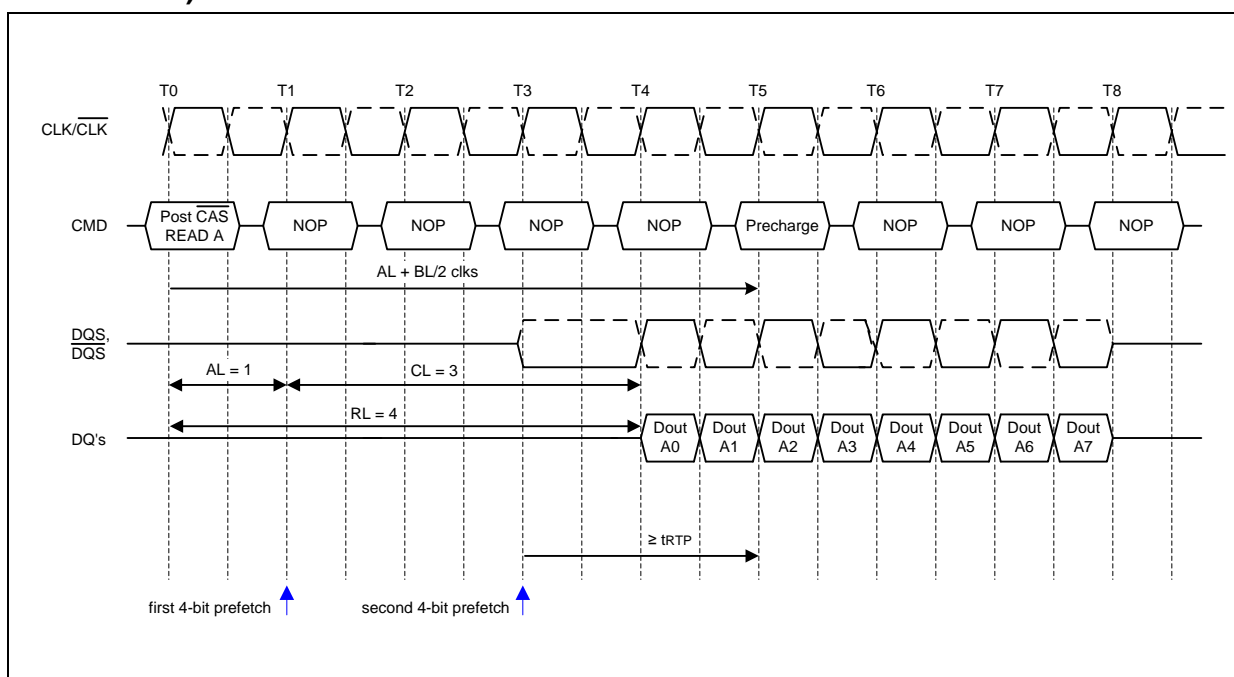 )
T0 T1 T2 T3 T4 T5 T6 T7 T8
CLK/CLK
CMD
Post CAS
READ A
NOP NOP NOP NOP Precharge NOP NOP NOP
AL + BL/2 clks
DQS,
DQS
AL = 1
CL = 3
RL = 4
DQ's
Dout Dout Dout Dout Dout Dout Dout Dout
A0 A1 A2 A3 A4 A5 A6 A7
≥ tRTP
first 4-bit prefetch
second 4-bit prefetch